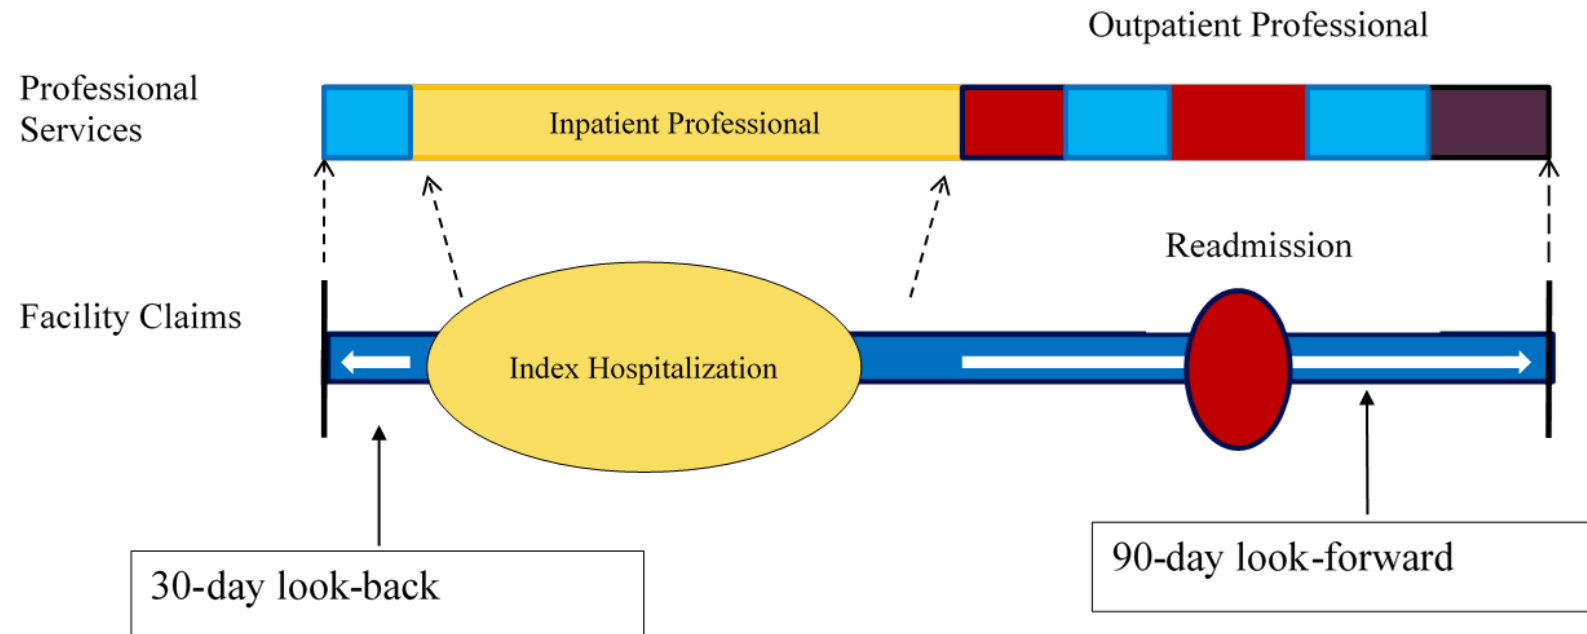 Outpatient Professional
Professional
Services
Inpatient Professional
Readmission
Facility Claims
Index Hospitalization
90-day look-forward
30-day look-back